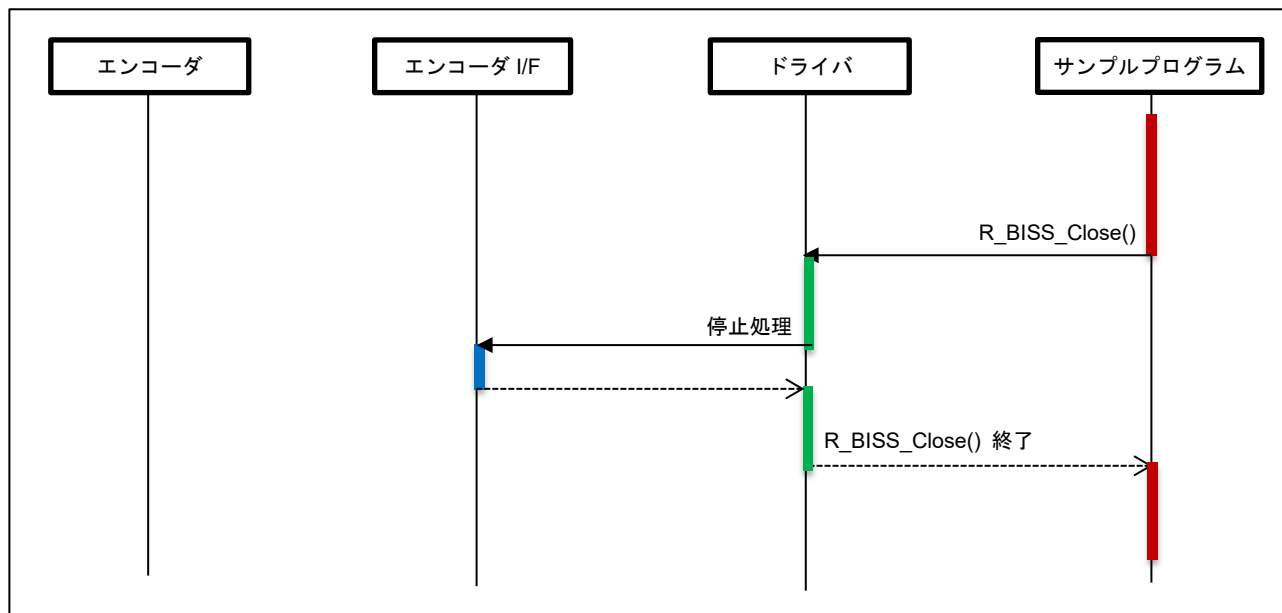 エンコーダ
エンコーダ I/F
ドライバ
サンプルプログラム
R_BISS_Close()
停止処理
R_BISS_Close() 終了